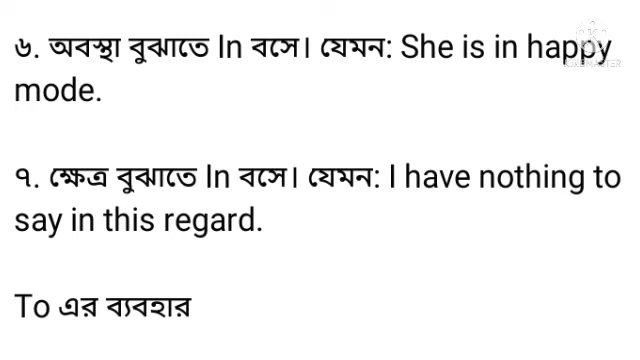 ৬. অবস্থা বুঝাতে In বসে। যেমন: She is in happy
mode.
৭. ক্ষেত্র বুঝাতে In বসে। যেমন: I have nothing to
say in this regard.
To এর ব্যবহার
KINEMASTER